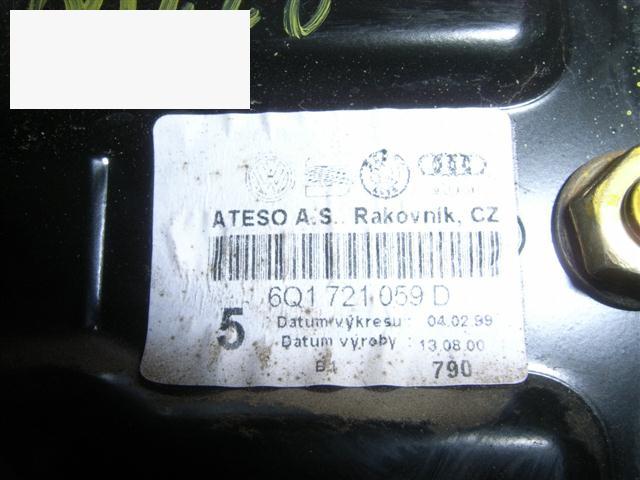 ATESO A.S. Rakovník, CZ
6Q1 721 059 D
5
Datum výkresu : 04.02.99
Datum výroby : 13.08.00
790